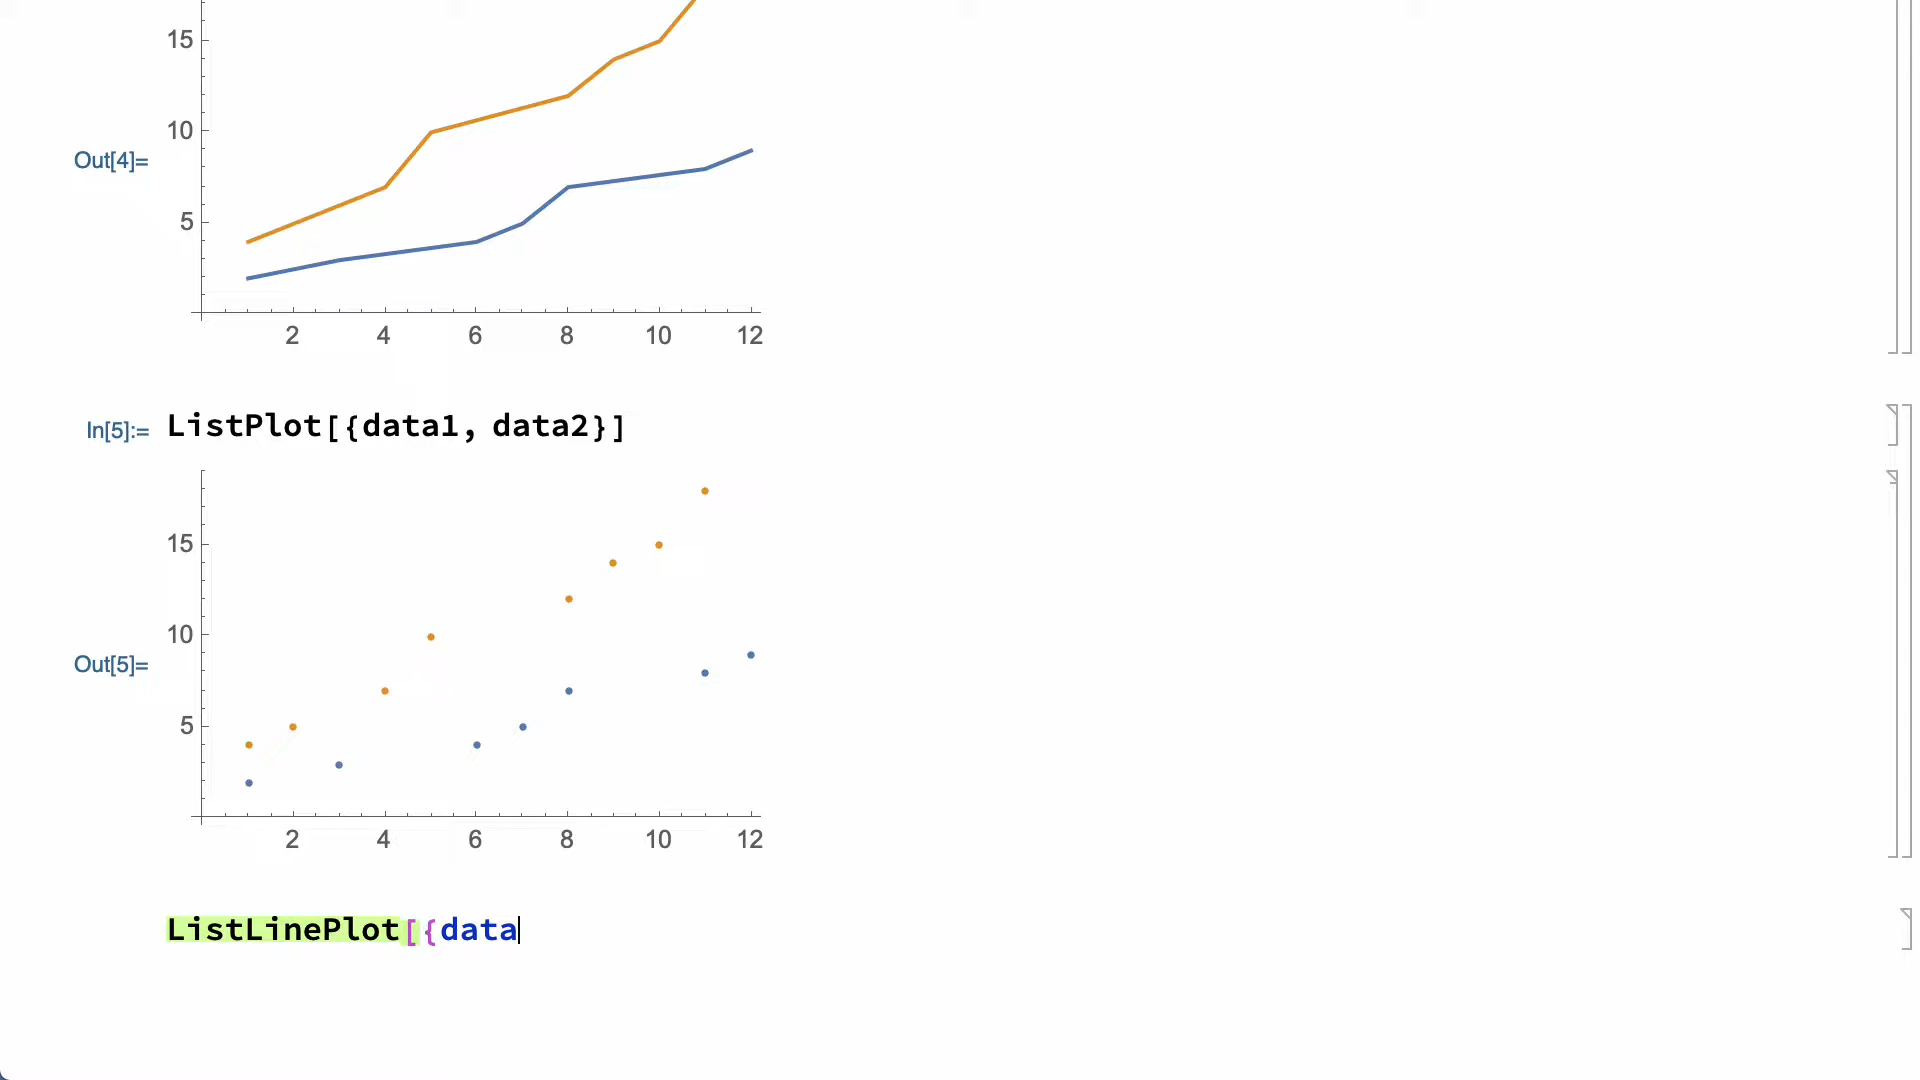 15
10
Out[4]=
5
2 4 6 8 10 12
In[5]:= ListPlot[{data1, data2}]
15
10
Out[5]=
5
2 4 6 8 10 12
ListLinePlot[{data